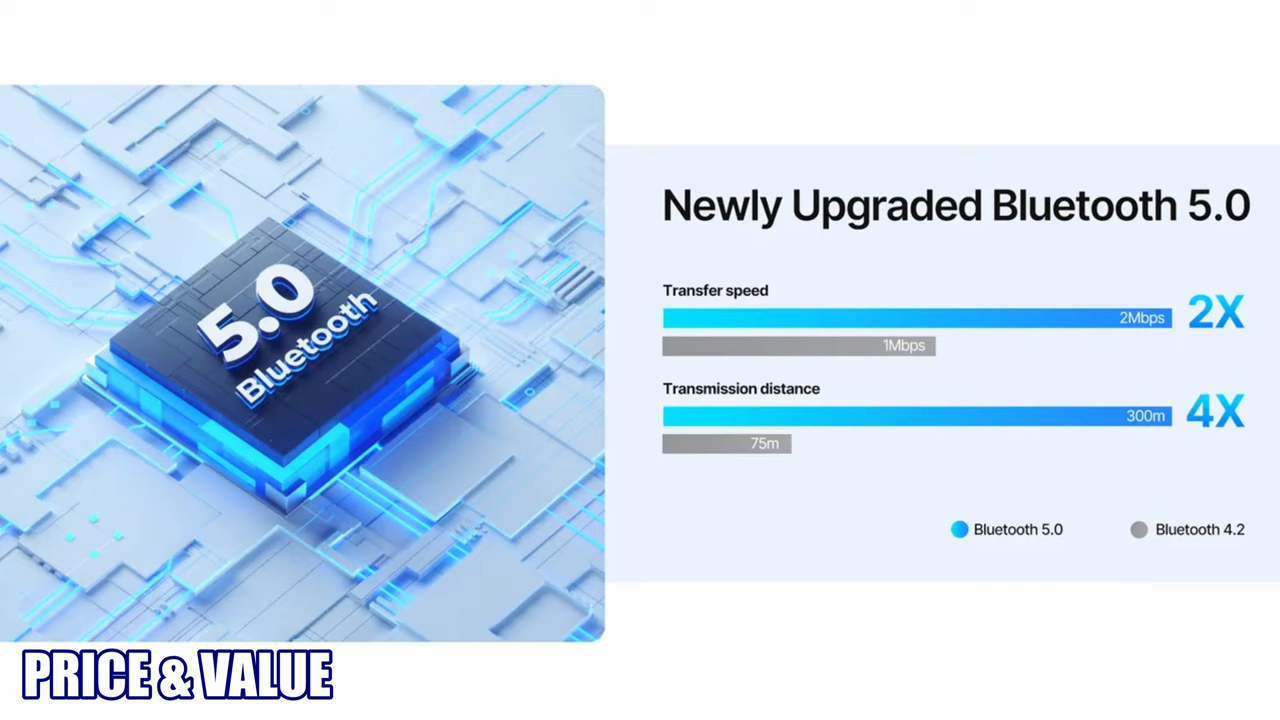 5.0
Bluetooth
Newly Upgraded Bluetooth 5.0
Transfer speed
2Mbps 2X
1Mbps
Transmission distance
300m 4X
75m
Bluetooth 5.0 Bluetooth 4.2
PRICE & VALUE